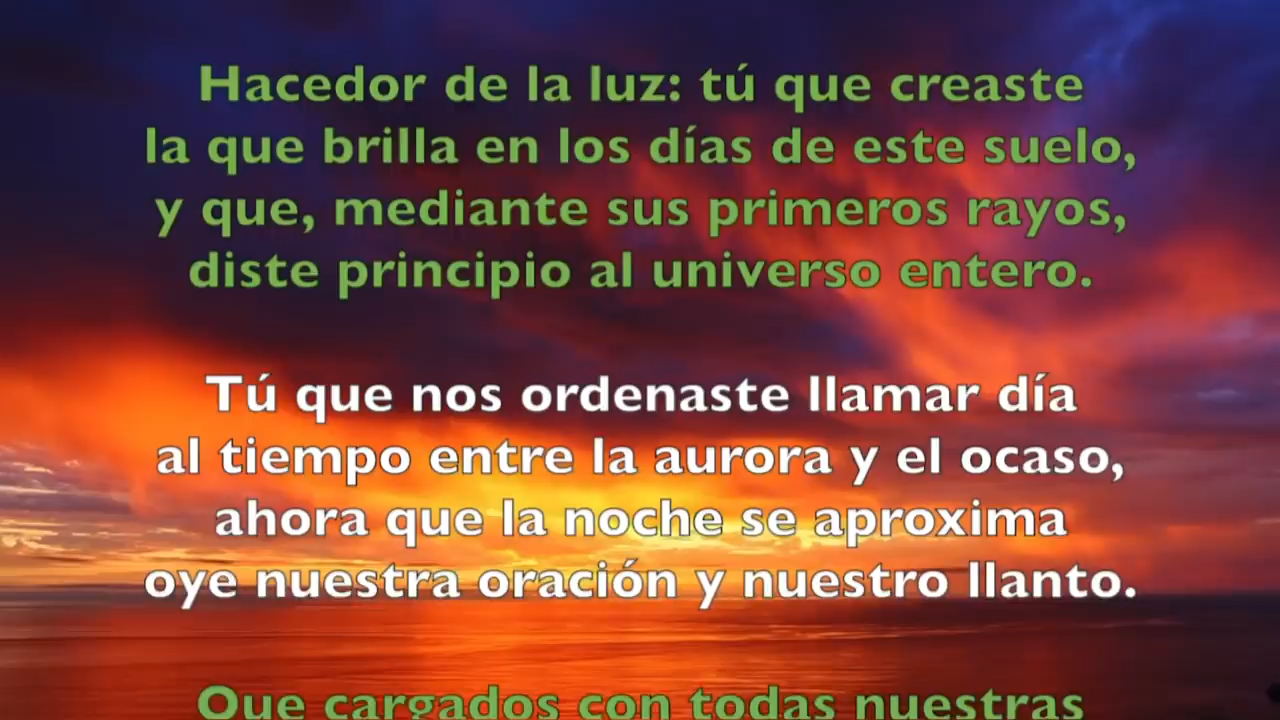 Hacedor de la luz: tú que creaste
la que brilla en los días de este suelo,
y que, mediante sus primeros rayos,
diste principio al universo entero.
Tú que nos ordenaste llamar día
al tiempo entre la aurora y el ocaso,
ahora que la noche se aproxima
oye nuestra oración y nuestro llanto.
Que cargados con todas nuestras